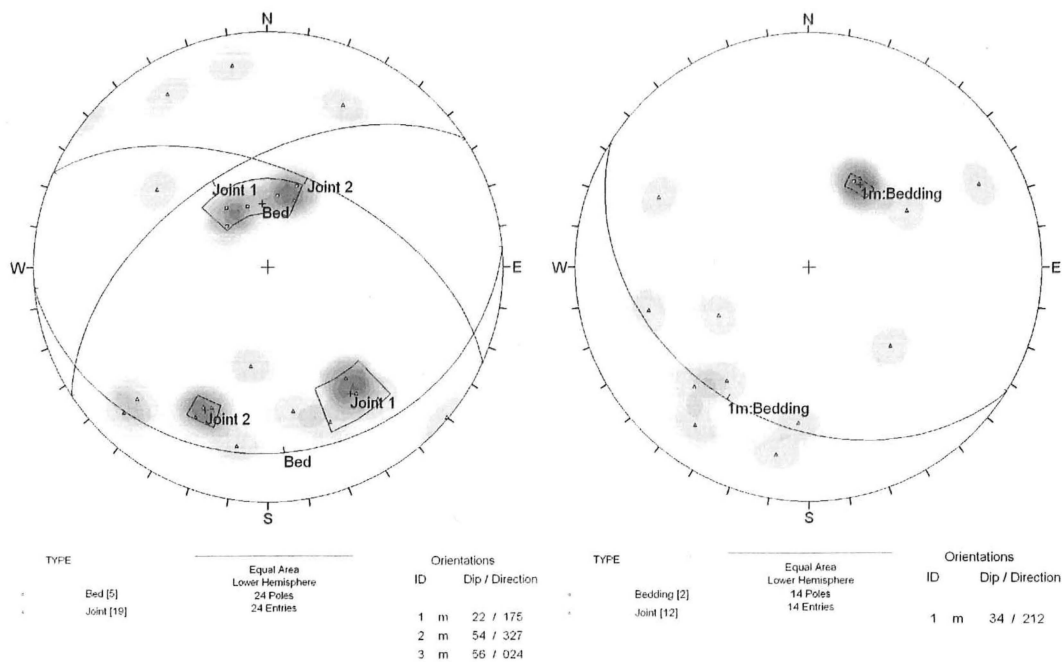 N
Joint 1
Joint 2
Bed
W
E
Joint 1
Joint 2
Bed
S
TYPE
Bed [5]
Joint [19]
Equal Area
Lower Hemisphere
24 Poles
24 Entries
Orientations
ID Dip / Direction
1 m 22 / 175
2 m 54 / 327
3 m 56 / 024
N
1m:Bedding
W
E
1m:Bedding
S
TYPE
Bedding [2]
Joint [12]
Equal Area
Lower Hemisphere
14 Poles
14 Entries
Orientations
ID Dip / Direction
1 m 34 / 212